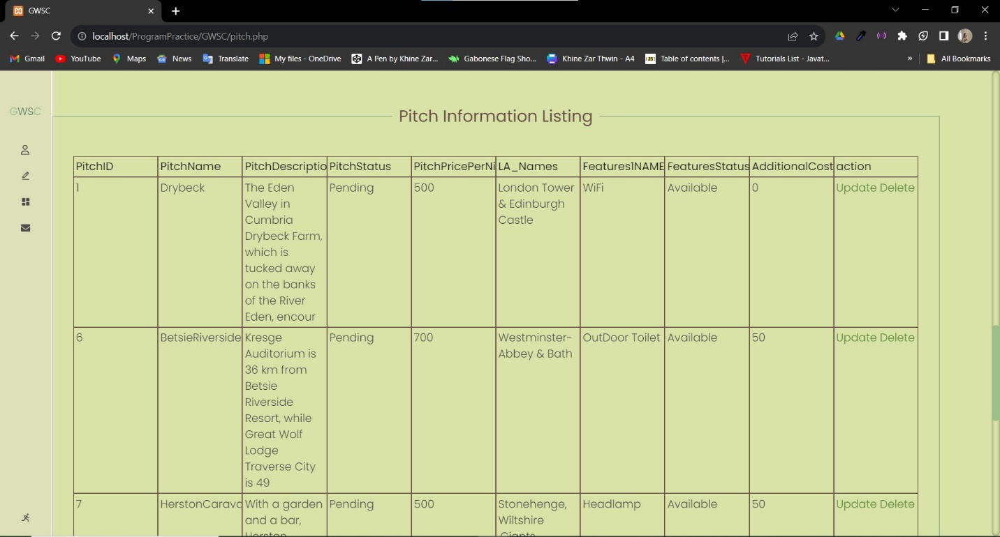 GWSC
localhost/ProgramPractice/GWSC/pitch.php
Gmail YouTube Maps News Translate My files - OneDrive A Pen by Khine Zar... Gabonese Flag Sho... Khine Zar Thwin - A4 Table of contents |... Tutorials List - Javat... » All Bookmarks
GWSC
Pitch Information Listing
PitchID PitchName PitchDescriptio PitchStatus PitchPricePerNi LA_Names Features1NAME FeaturesStatus AdditionalCost action
1 Drybeck The Eden Pending 500 London Tower WiFi Available 0 Update Delete
Valley in & Edinburgh
Cumbria Castle
Drybeck Farm,
which is
tucked away
on the banks
of the River
Eden, encour
6 BetsieRiverside Kresge Pending 700 Westminster- OutDoor Toilet Available 50 Update Delete
Auditorium is Abbey & Bath
36 km from
Betsie
Riverside
Resort, while
Great Wolf
Lodge
Traverse City
is 49
7 HerstonCarava With a garden Pending 500 Stonehenge, Headlamp Available 50 Update Delete
and a bar, Wiltshire